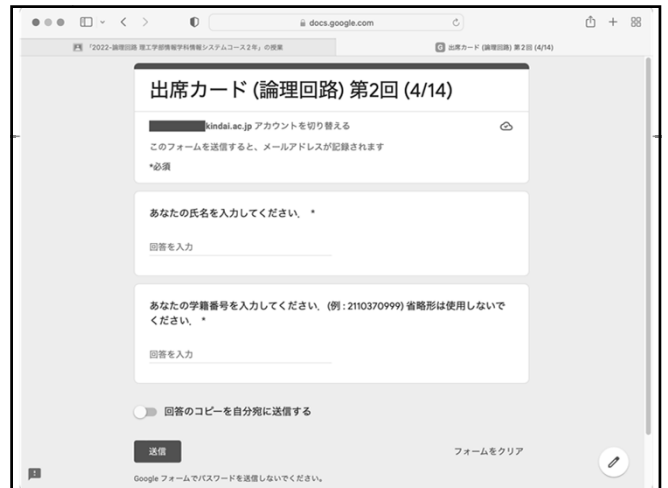 docs.google.com
「2022-論理回路 理工学部情報学科情報システムコース2年」の授業
出席カード (論理回路) 第2回 (4/14)
出席カード (論理回路) 第2回 (4/14)
kindai.ac.jp アカウントを切り替える
このフォームを送信すると、メールアドレスが記録されます
*必須
あなたの氏名を入力してください. *
回答を入力
あなたの学籍番号を入力してください. (例 : 2110370999) 省略形は使用しないで
ください. *
回答を入力
回答のコピーを自分宛に送信する
送信
フォームをクリア
Google フォームでパスワードを送信しないでください。